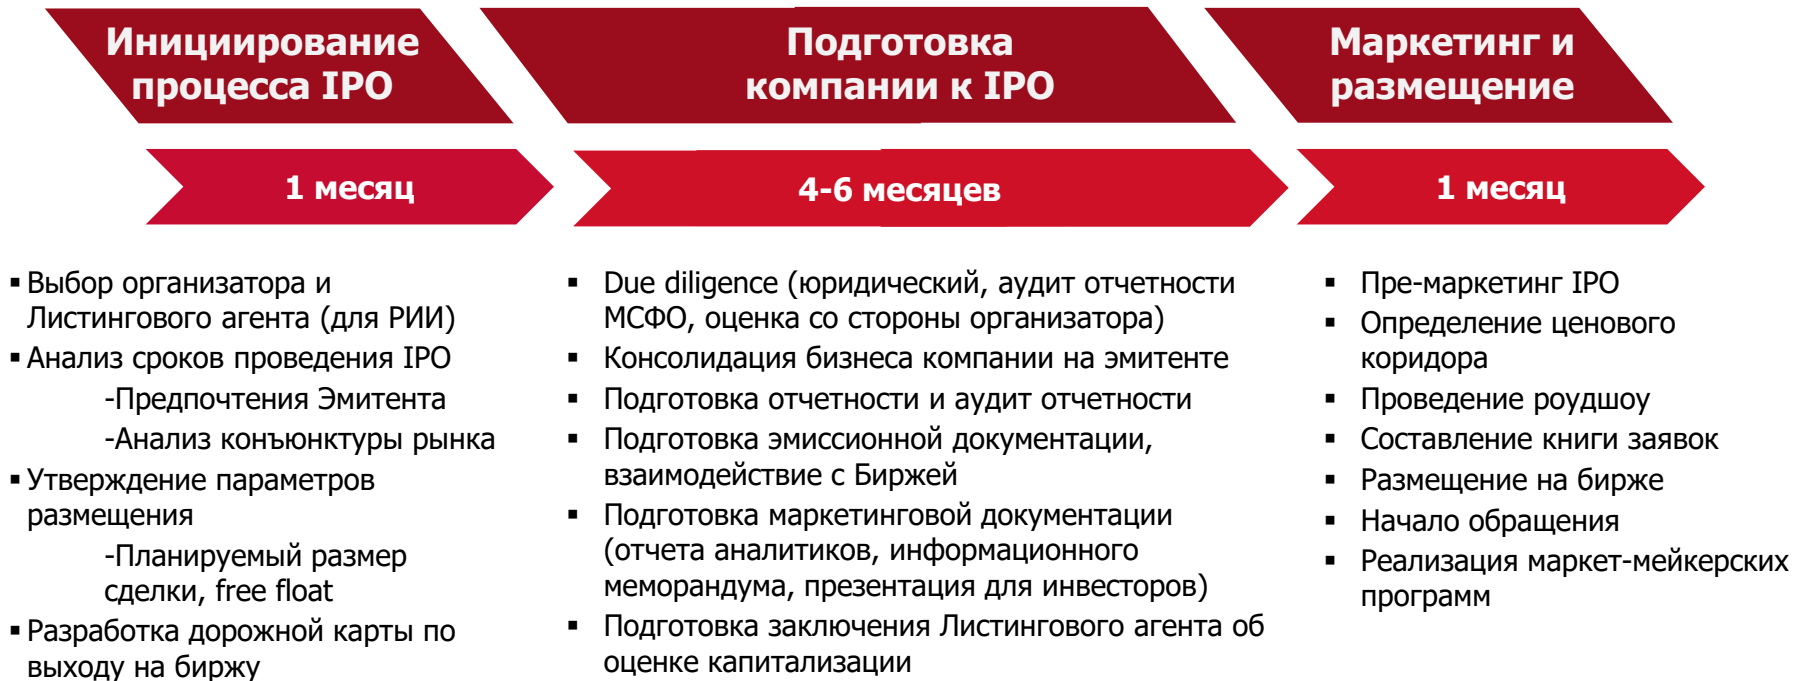 Инициирование
процесса IPO
Подготовка
компании к IPO
Маркетинг и
размещение
1 месяц
4-6 месяцев
1 месяц
▪ Выбор организатора и
Листингового агента (для РИИ)
▪ Анализ сроков проведения IPO
-Предпочтения Эмитента
-Анализ конъюнктуры рынка
▪ Утверждение параметров
размещения
-Планируемый размер
сделки, free float
▪ Разработка дорожной карты по
выходу на биржу
▪ Due diligence (юридический, аудит отчетности
МСФО, оценка со стороны организатора)
▪ Консолидация бизнеса компании на эмитенте
▪ Подготовка отчетности и аудит отчетности
▪ Подготовка эмиссионной документации,
взаимодействие с Биржей
▪ Подготовка маркетинговой документации
(отчета аналитиков, информационного
меморандума, презентация для инвесторов)
▪ Подготовка заключения Листингового агента об
оценке капитализации
▪ Пре-маркетинг IPO
▪ Определение ценового
коридора
▪ Проведение роудшоу
▪ Составление книги заявок
▪ Размещение на бирже
▪ Начало обращения
▪ Реализация маркет-мейкерских
программ